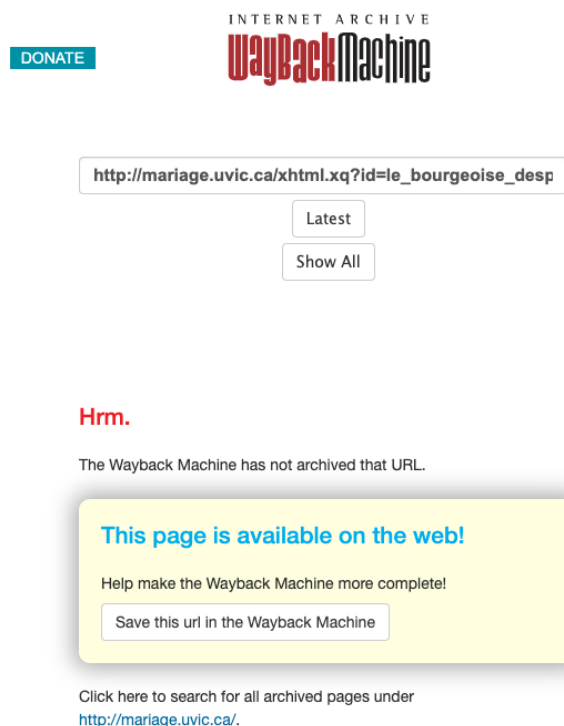 INTERNET ARCHIVE
DONATE
WayBackMachine
http://mariage.uvic.ca/xhtml.xq?id=le_bourgeoise_desp
Latest
Show All
Hrm.
The Wayback Machine has not archived that URL.
This page is available on the web!
Help make the Wayback Machine more complete!
Save this url in the Wayback Machine
Click here to search for all archived pages under
http://mariage.uvic.ca/.